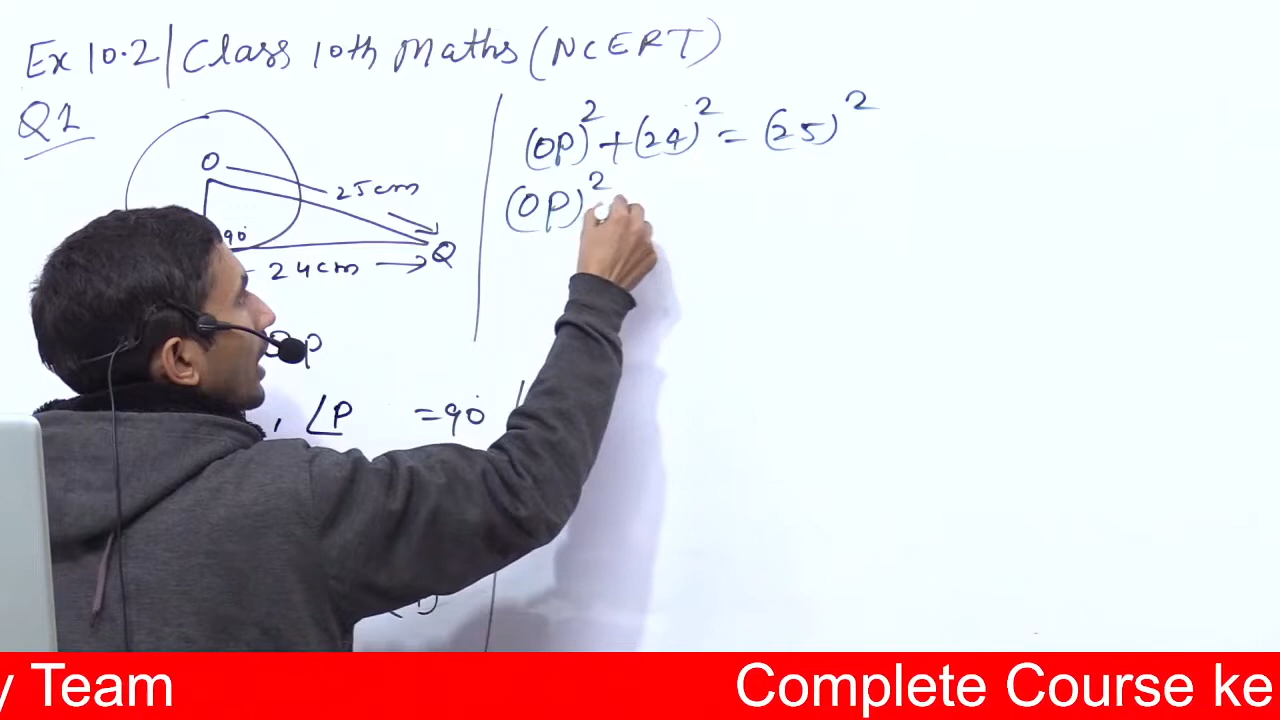 Ex 10.2 | Class 10th Maths (NCERT)
Q1
O
25cm
90°
Q
24cm
OP
, ∠P =90°
(OP)² + (24)² = (25)²
(OP)²
y Team Complete Course ke